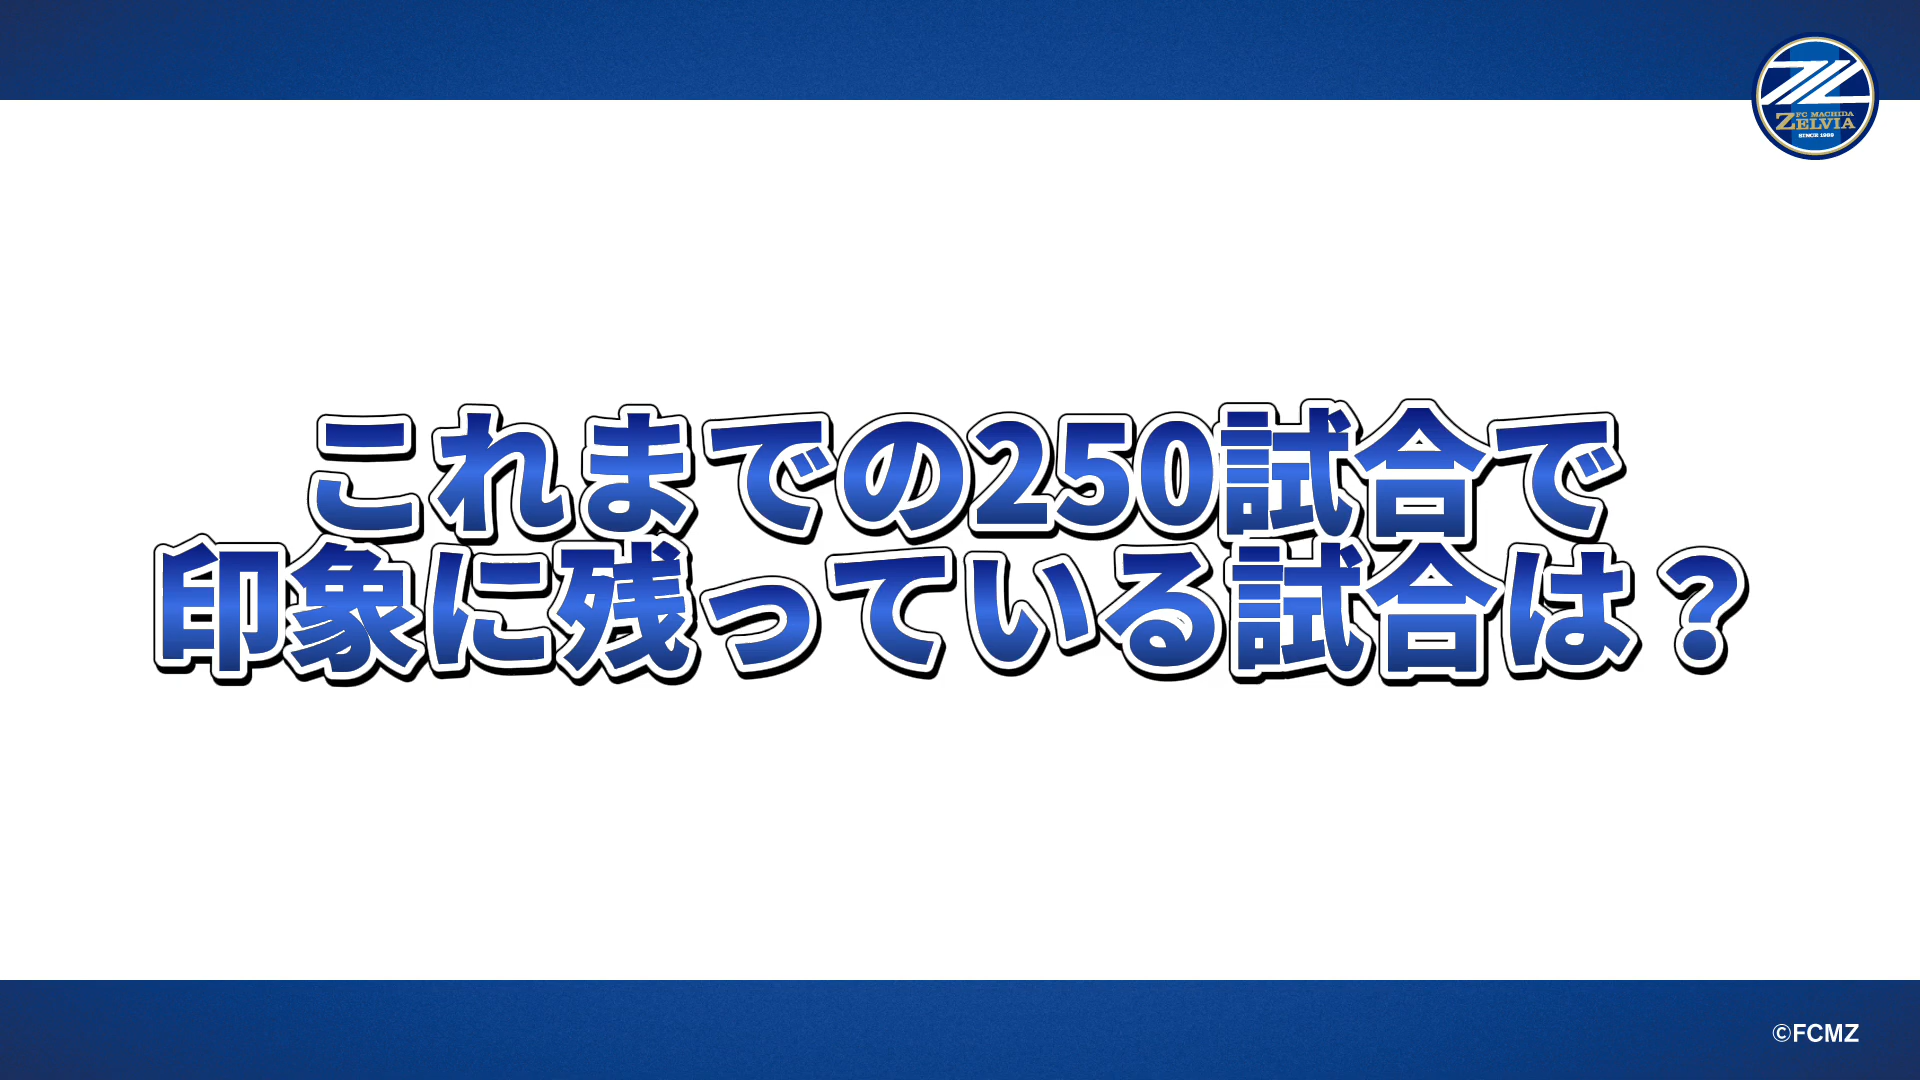 FC MACHIDA
ZELVIA
SINCE 1989
これまでの250試合で
印象に残っている試合は？
©FCMZ